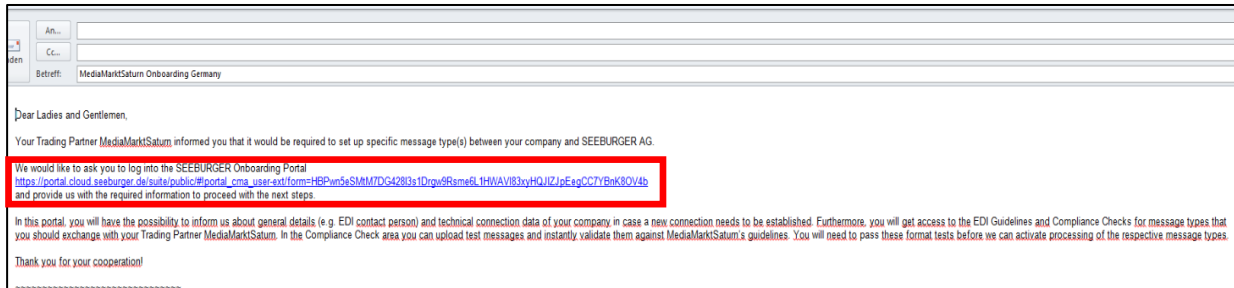 An...
Cc...
nden
Betreff: MediaMarktSaturn Onboarding Germany
Dear Ladies and Gentlemen,
Your Trading Partner MediaMarktSaturn informed you that it would be required to set up specific message type(s) between your company and SEEBURGER AG.
We would like to ask you to log into the SEEBURGER Onboarding Portal
https://portal.cloud.seeburger.de/suite/public/#!portal_cma_user-ext/form=HBPwn5eSMtM7DG428l3s1Drgw9Rsme6L1HWAVI83xyHQJIZJpEegCC7YBnK8OV4b
and provide us with the required information to proceed with the next steps.
In this portal, you will have the possibility to inform us about general details (e.g. EDI contact person) and technical connection data of your company in case a new connection needs to be established. Furthermore, you will get access to the EDI Guidelines and Compliance Checks for message types that
you should exchange with your Trading Partner MediaMarktSaturn. In the Compliance Check area you can upload test messages and instantly validate them against MediaMarktSaturn's guidelines. You will need to pass these format tests before we can activate processing of the respective message types.
Thank you for your cooperation!
~~~~~~~~~~~~~~~~~~~~~~~~~~~~~~